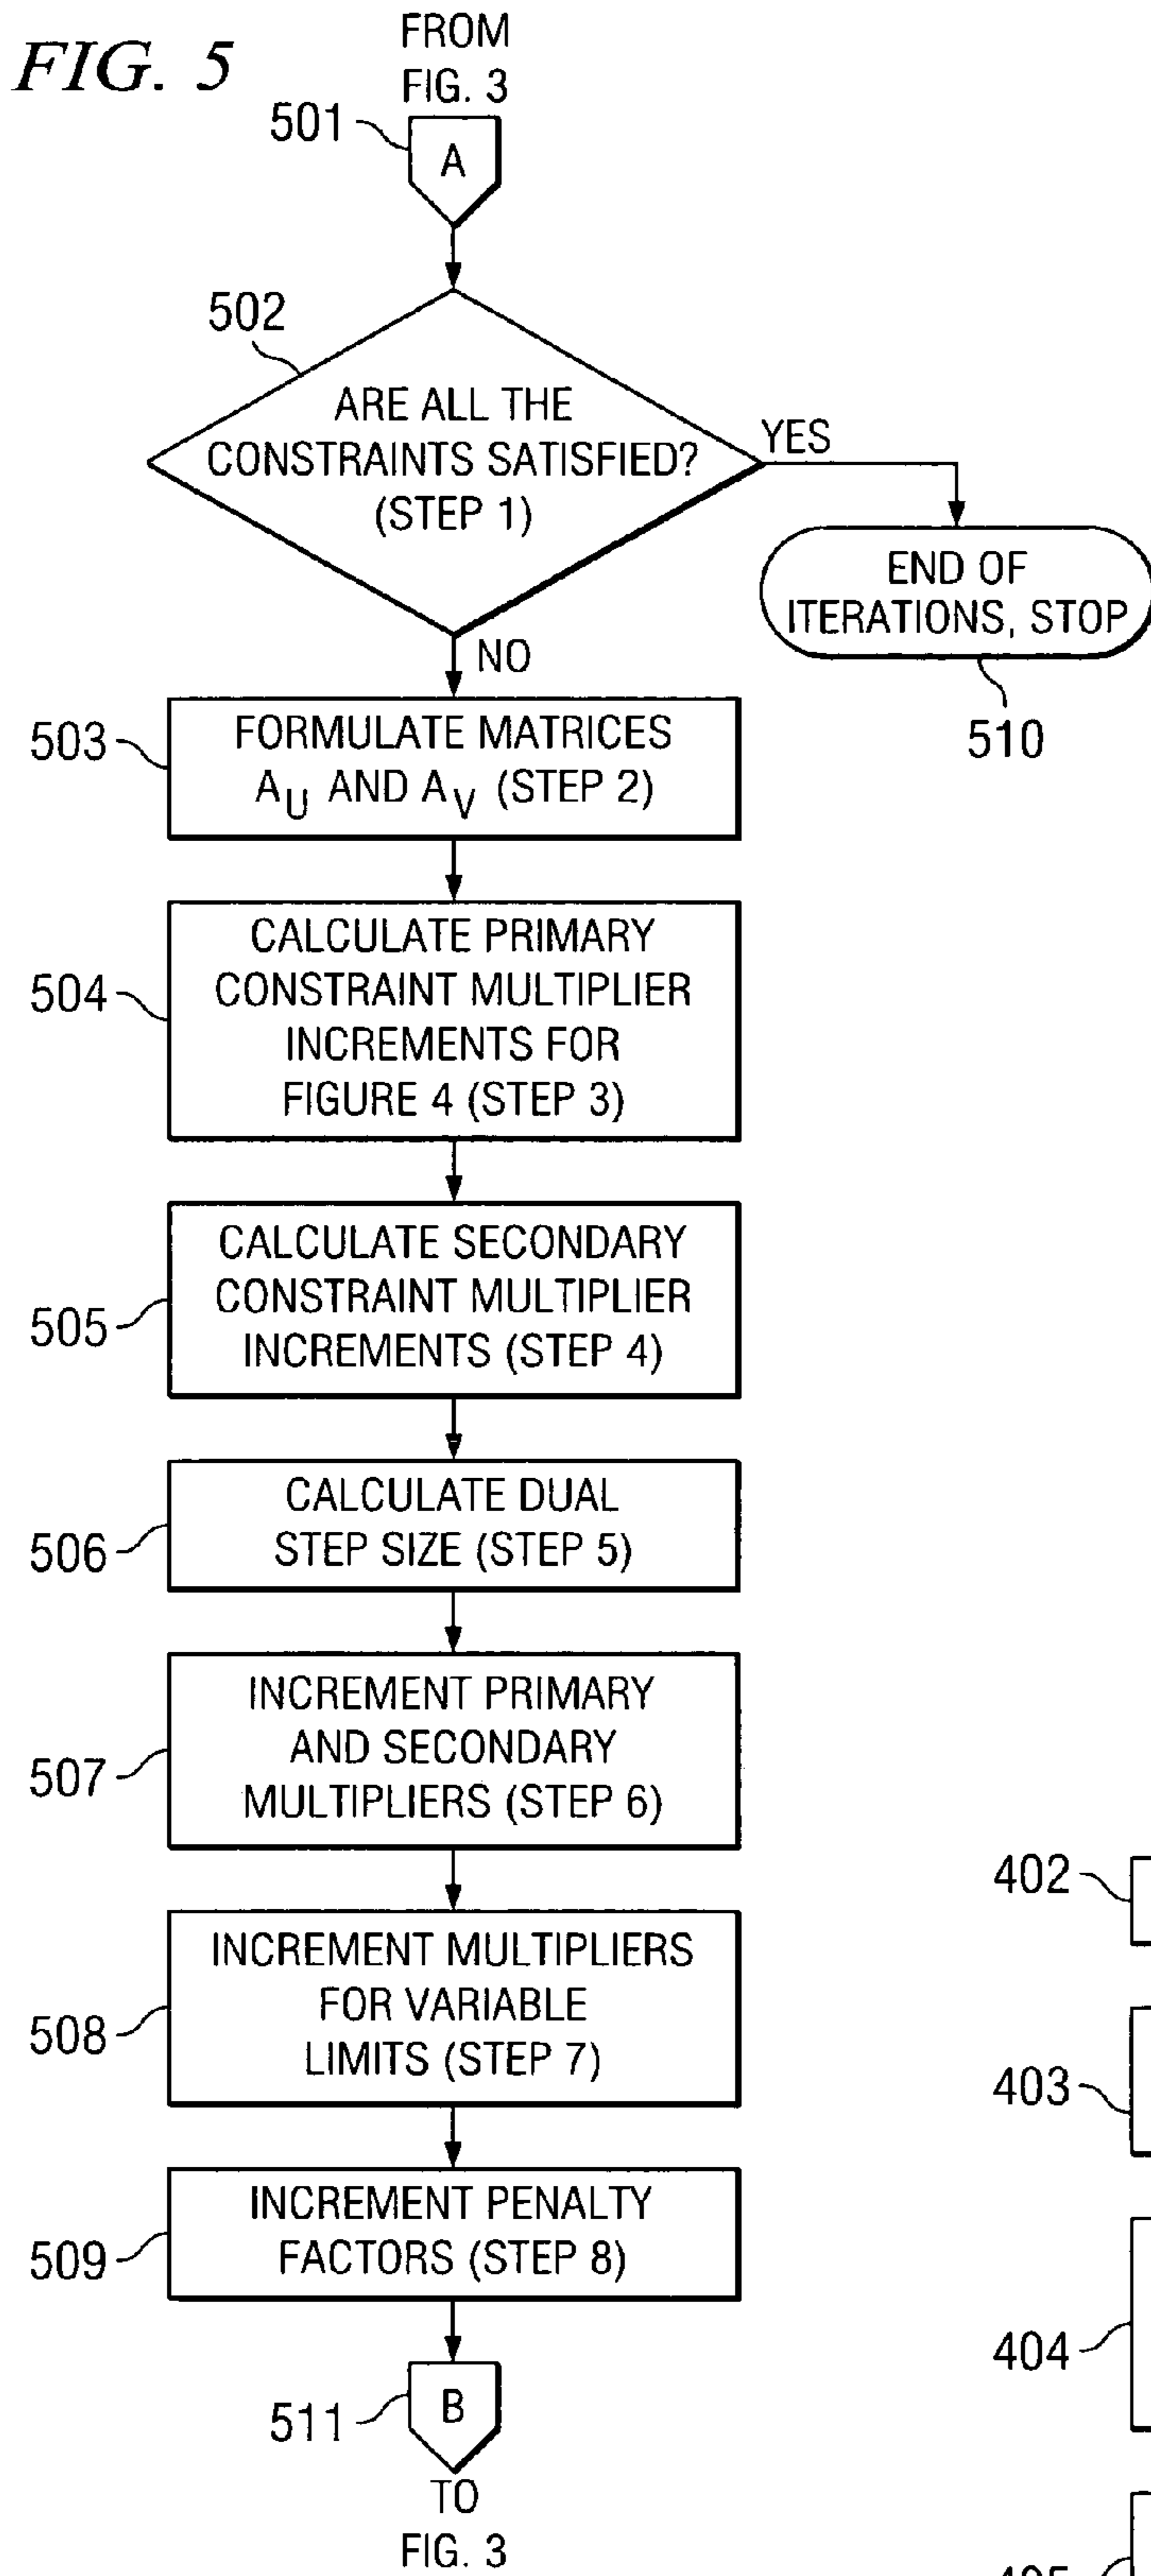 FIG. 5
FROM
FIG. 3
501
A
502
ARE ALL THE
CONSTRAINTS SATISFIED?
(STEP 1)
YES
END OF
ITERATIONS, STOP
510
NO
503
FORMULATE MATRICES
AU AND AV (STEP 2)
504
CALCULATE PRIMARY
CONSTRAINT MULTIPLIER
INCREMENTS FOR
FIGURE 4 (STEP 3)
505
CALCULATE SECONDARY
CONSTRAINT MULTIPLIER
INCREMENTS (STEP 4)
506
CALCULATE DUAL
STEP SIZE (STEP 5)
507
INCREMENT PRIMARY
AND SECONDARY
MULTIPLIERS (STEP 6)
508
INCREMENT MULTIPLIERS
FOR VARIABLE
LIMITS (STEP 7)
509
INCREMENT PENALTY
FACTORS (STEP 8)
511
B
TO
FIG. 3
402
403
404